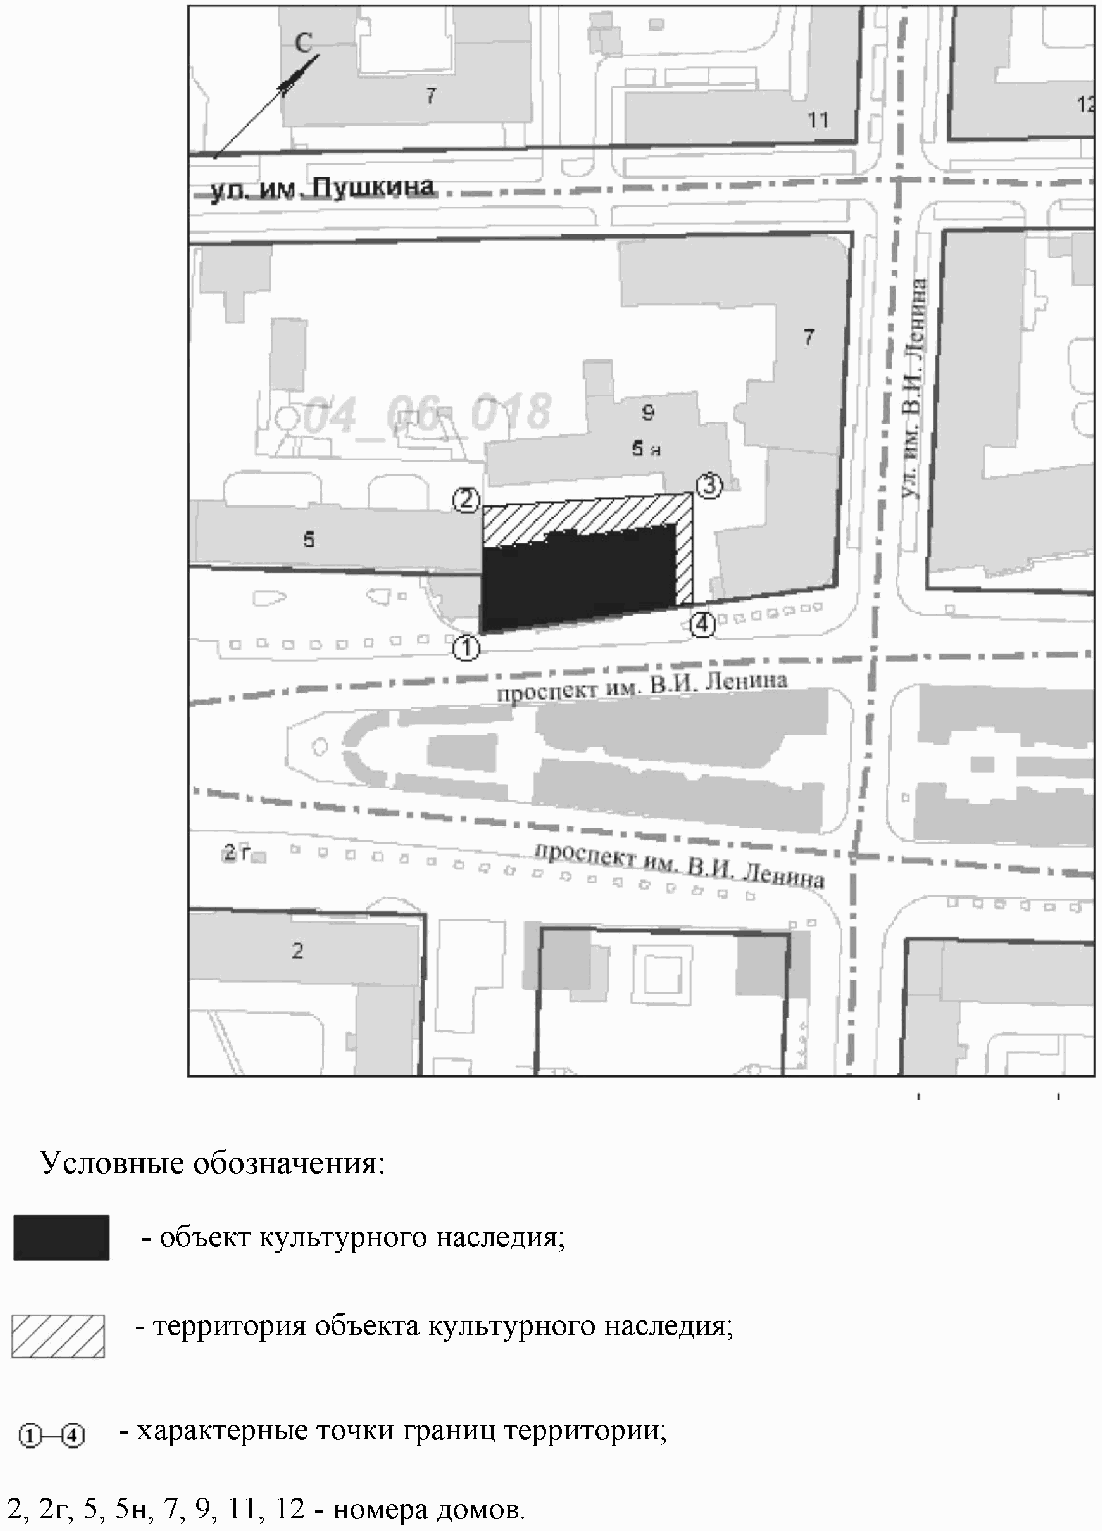 С
7
11
12
ул. им. Пушкина
ул. им. В.И. Ленина
7
04_06_018
9
5 н
2
3
5
1
4
проспект им. В.И. Ленина
проспект им. В.И. Ленина
2 г
2
Условные обозначения:
- объект культурного наследия;
- территория объекта культурного наследия;
1-4 - характерные точки границ территории;
2, 2г, 5, 5н, 7, 9, 11, 12 - номера домов.